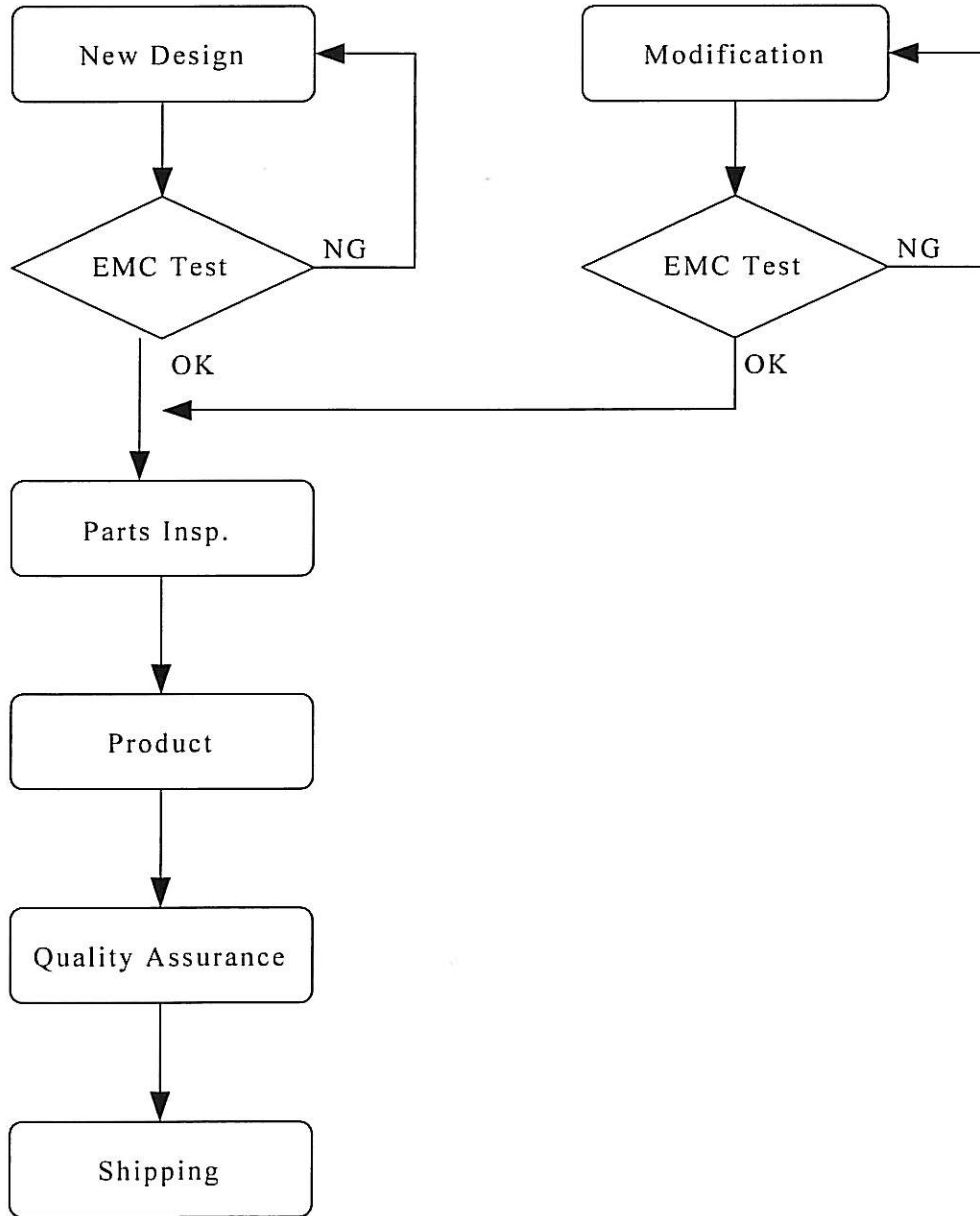 New Design
Modification
EMC Test
NG
EMC Test
NG
OK
OK
Parts Insp.
Product
Quality Assurance
Shipping